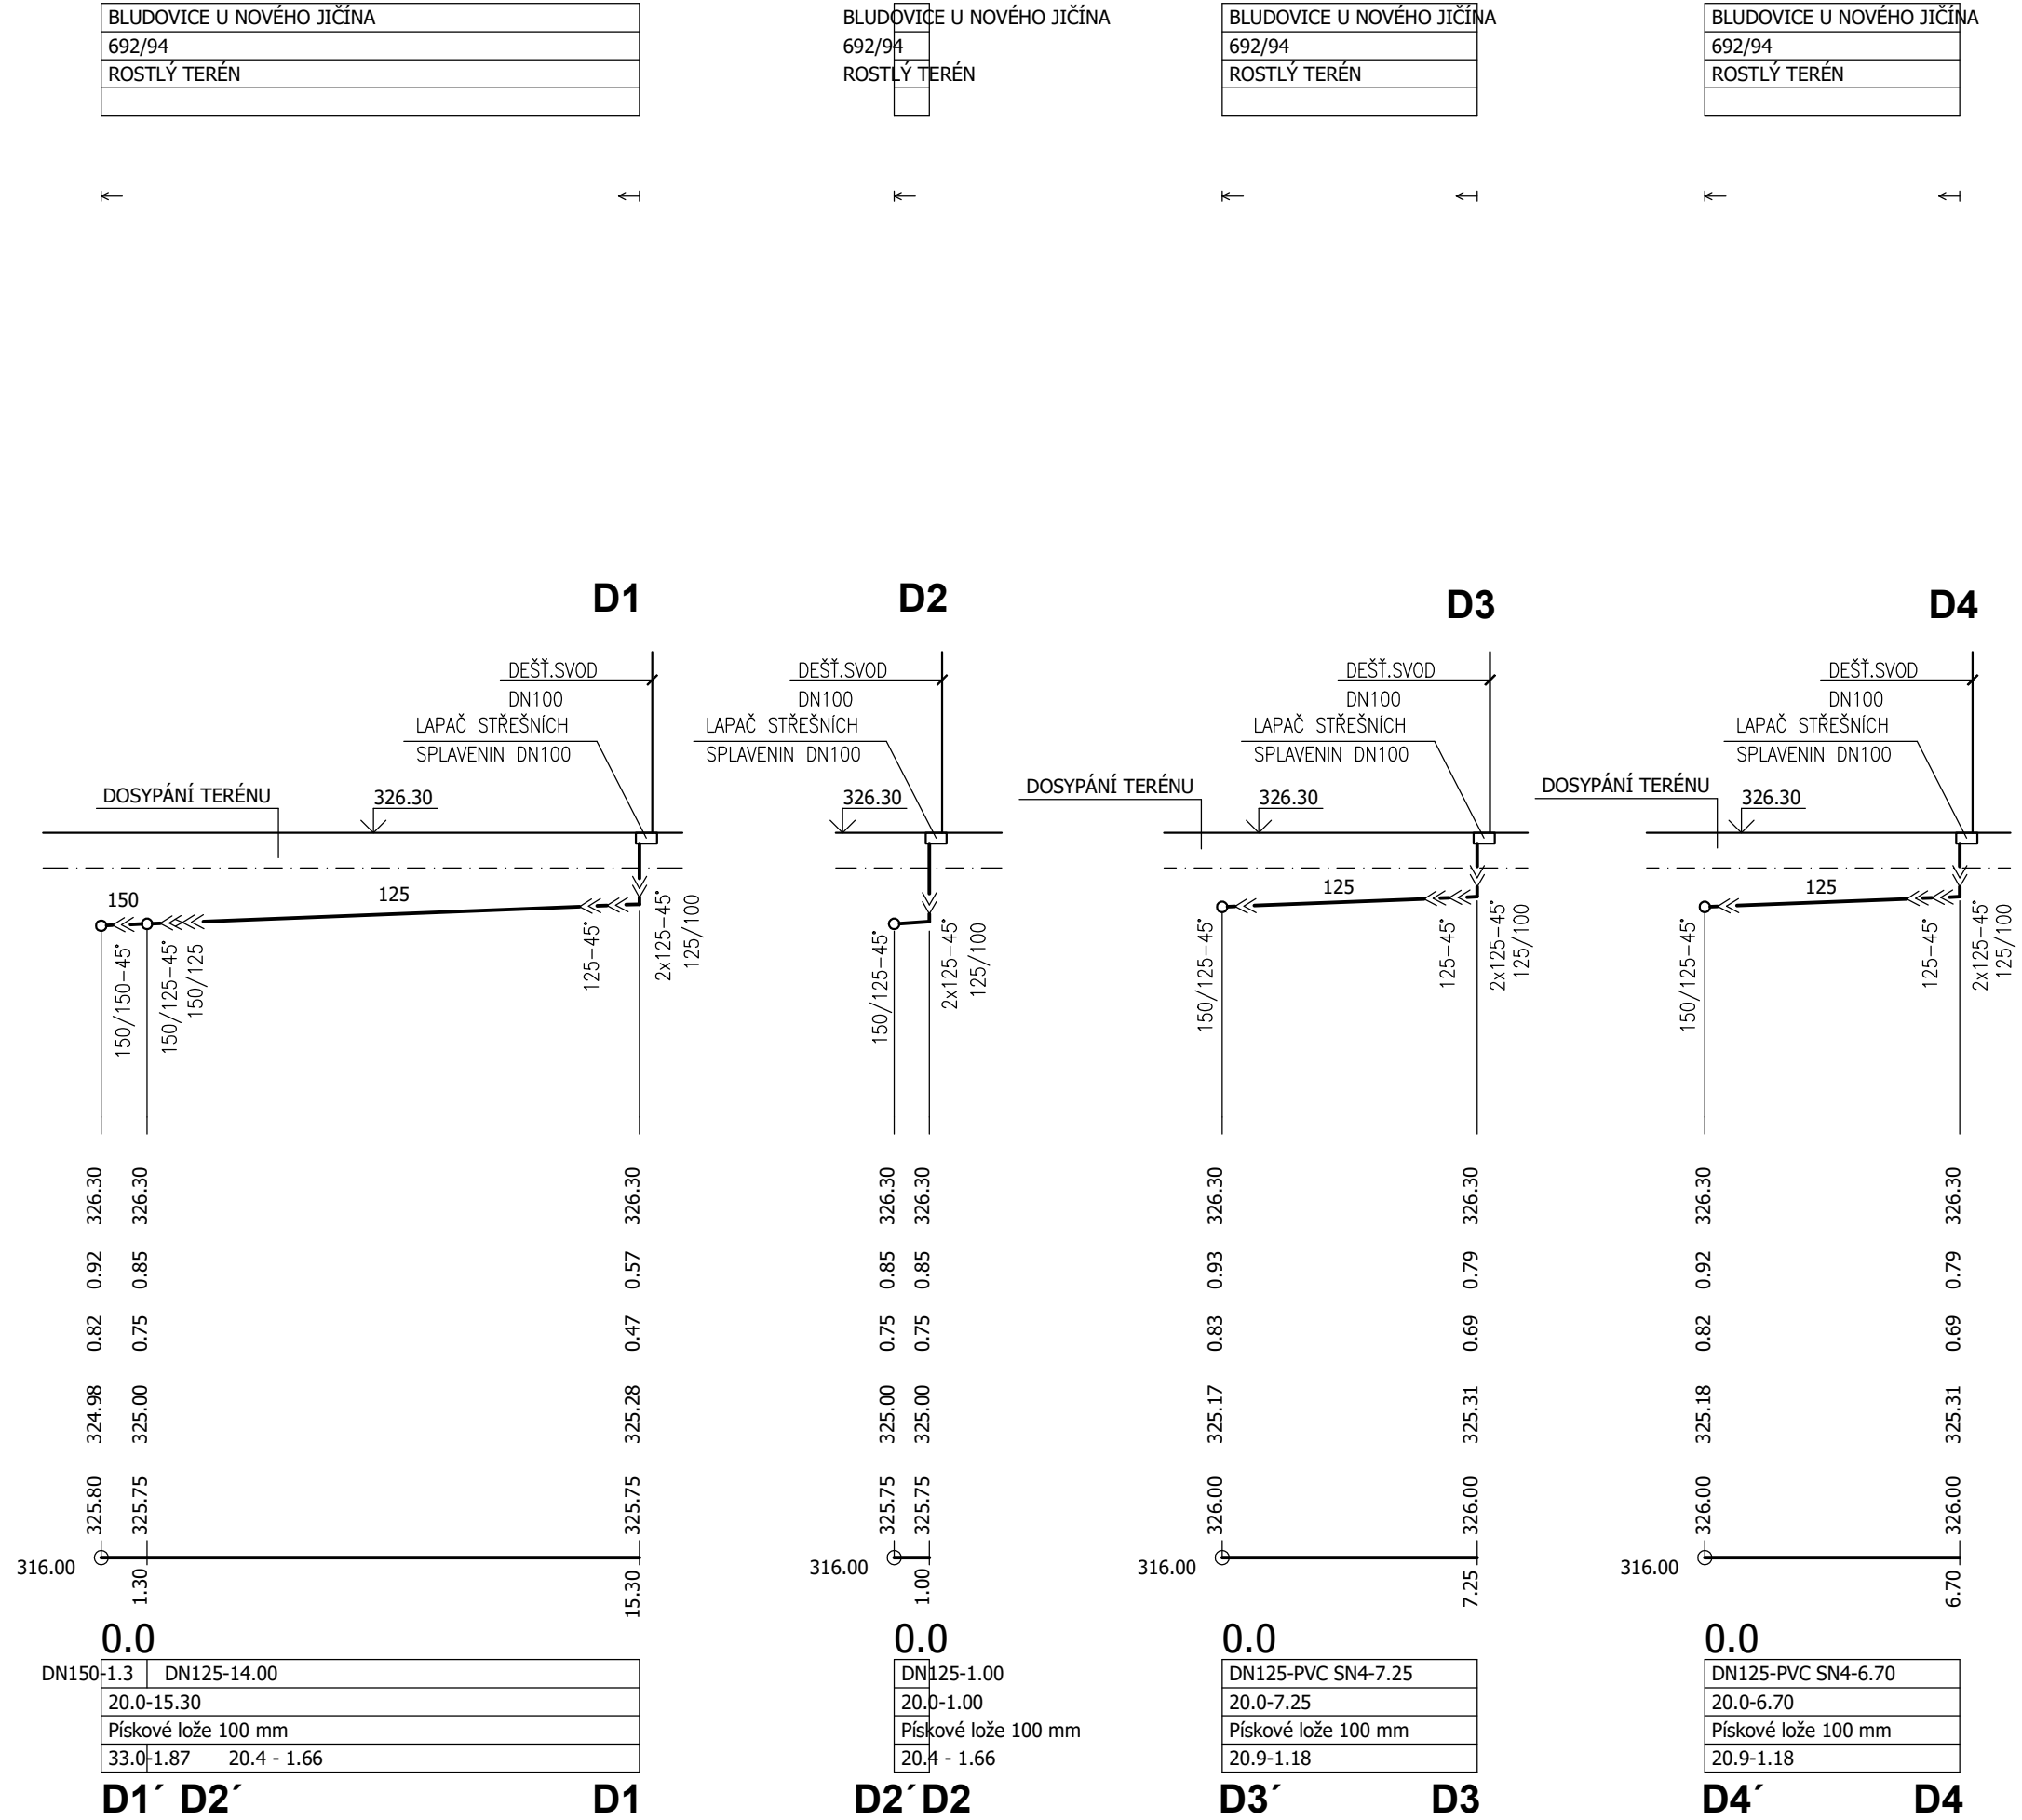 BLUDOVICE U NOVÉHO JIČÍNA
692/94
ROSTLÝ TERÉN
BLUDOVICE U NOVÉHO JIČÍNA
692/94
ROSTLÝ TERÉN
BLUDOVICE U NOVÉHO JIČÍNA
692/94
ROSTLÝ TERÉN
BLUDOVICE U NOVÉHO JIČÍNA
692/94
ROSTLÝ TERÉN
D1
DEŠŤ.SVOD
DN100
LAPAČ STŘEŠNÍCH
SPLAVENIN DN100
DOSYPÁNÍ TERÉNU
326.30
150
125
150/150-45°
150/125-45°
150/125
125-45°
2x125-45°
125/100
326.30 326.30 326.30
0.92 0.85 0.57
0.82 0.75 0.47
324.98 325.00 325.28
325.80 325.75 325.75
316.00
1.30 15.30
0.0
DN150-1.3 DN125-14.00
20.0-15.30
Pískové lože 100 mm
33.0-1.87 20.4 - 1.66
D1´ D2´ D1
D2
DEŠŤ.SVOD
DN100
LAPAČ STŘEŠNÍCH
SPLAVENIN DN100
326.30
150/125-45°
2x125-45°
125/100
326.30 326.30
0.85 0.85
0.75 0.75
325.00 325.00
325.75 325.75
316.00
1.00
0.0
DN125-1.00
20.0-1.00
Pískové lože 100 mm
20.4 - 1.66
D2´ D2
D3
DEŠŤ.SVOD
DN100
LAPAČ STŘEŠNÍCH
SPLAVENIN DN100
DOSYPÁNÍ TERÉNU
326.30
125
150/125-45°
125-45°
2x125-45°
125/100
326.30 326.30
0.93 0.79
0.83 0.69
325.17 325.31
326.00 326.00
316.00
7.25
0.0
DN125-PVC SN4-7.25
20.0-7.25
Pískové lože 100 mm
20.9-1.18
D3´ D3
D4
DEŠŤ.SVOD
DN100
LAPAČ STŘEŠNÍCH
SPLAVENIN DN100
DOSYPÁNÍ TERÉNU
326.30
125
150/125-45°
125-45°
2x125-45°
125/100
326.30 326.30
0.92 0.79
0.82 0.69
325.18 325.31
326.00 326.00
316.00
6.70
0.0
DN125-PVC SN4-6.70
20.0-6.70
Pískové lože 100 mm
20.9-1.18
D4´ D4